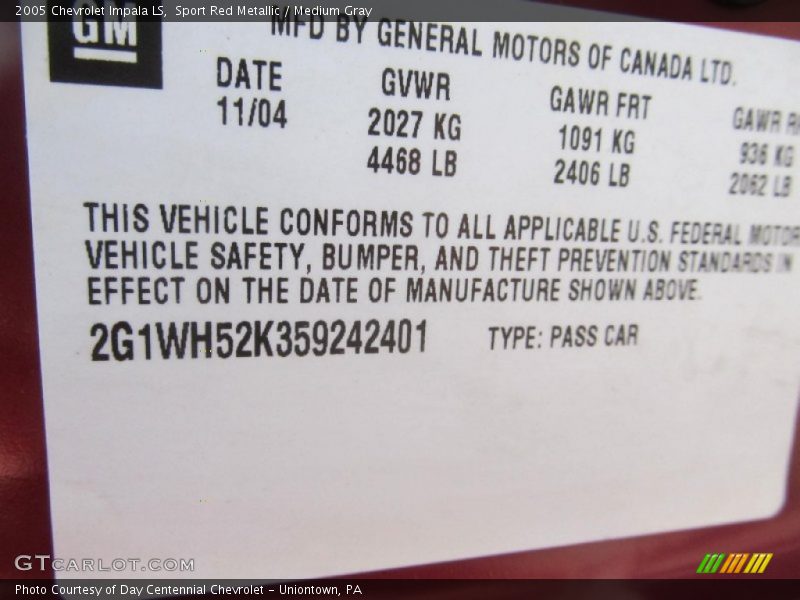 2005 Chevrolet Impala LS, Sport Red Metallic / Medium Gray
GM
MFD BY GENERAL MOTORS OF CANADA LTD.
DATE GVWR GAWR FRT GAWR
11/04 2027 KG 1091 KG 936 KG
4468 LB 2406 LB 2062 LB
THIS VEHICLE CONFORMS TO ALL APPLICABLE U.S. FEDERAL MOTOR
VEHICLE SAFETY, BUMPER, AND THEFT PREVENTION STANDARDS IN
EFFECT ON THE DATE OF MANUFACTURE SHOWN ABOVE.
2G1WH52K359242401 TYPE: PASS CAR
GTCARLOT.COM
Photo Courtesy of Day Centennial Chevrolet - Uniontown, PA